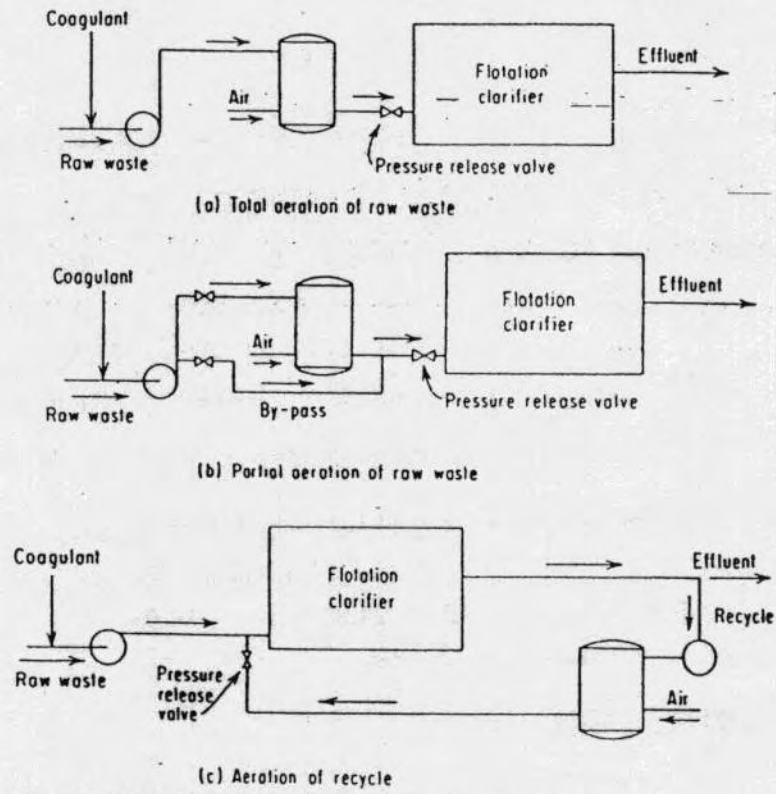 Coagulant
Effluent
Flotation
clarifier
Air
Raw waste
Pressure release valve
(a) Total aeration of raw waste
Coagulant
Effluent
Flotation
clarifier
Air
Raw waste
By-pass
Pressure release valve
(b) Partial aeration of raw waste
Coagulant
Effluent
Flotation
clarifier
Recycle
Raw waste
Pressure
release
valve
Air
(c) Aeration of recycle